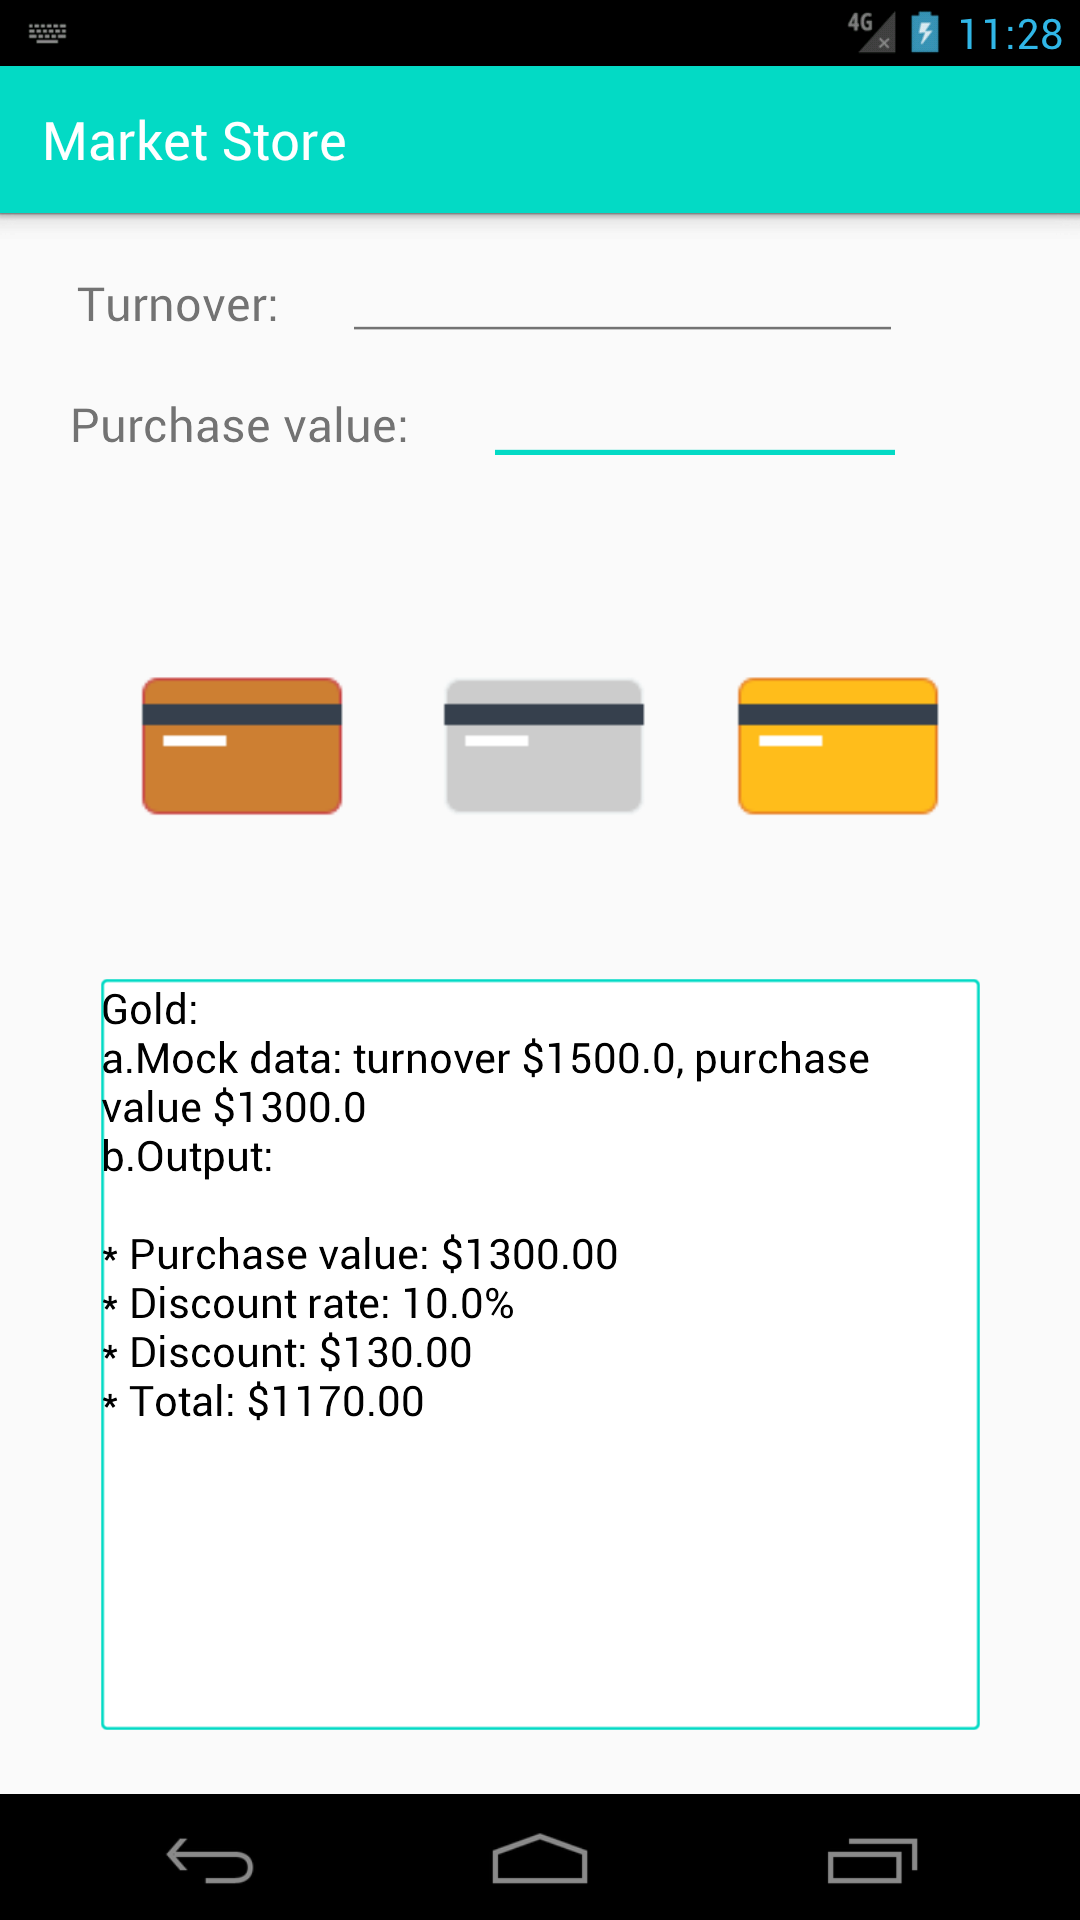 4G 11:28
Market Store
Turnover:
Purchase value:
Gold:
a.Mock data: turnover $1500.0, purchase
value $1300.0
b.Output:
* Purchase value: $1300.00
* Discount rate: 10.0%
* Discount: $130.00
* Total: $1170.00